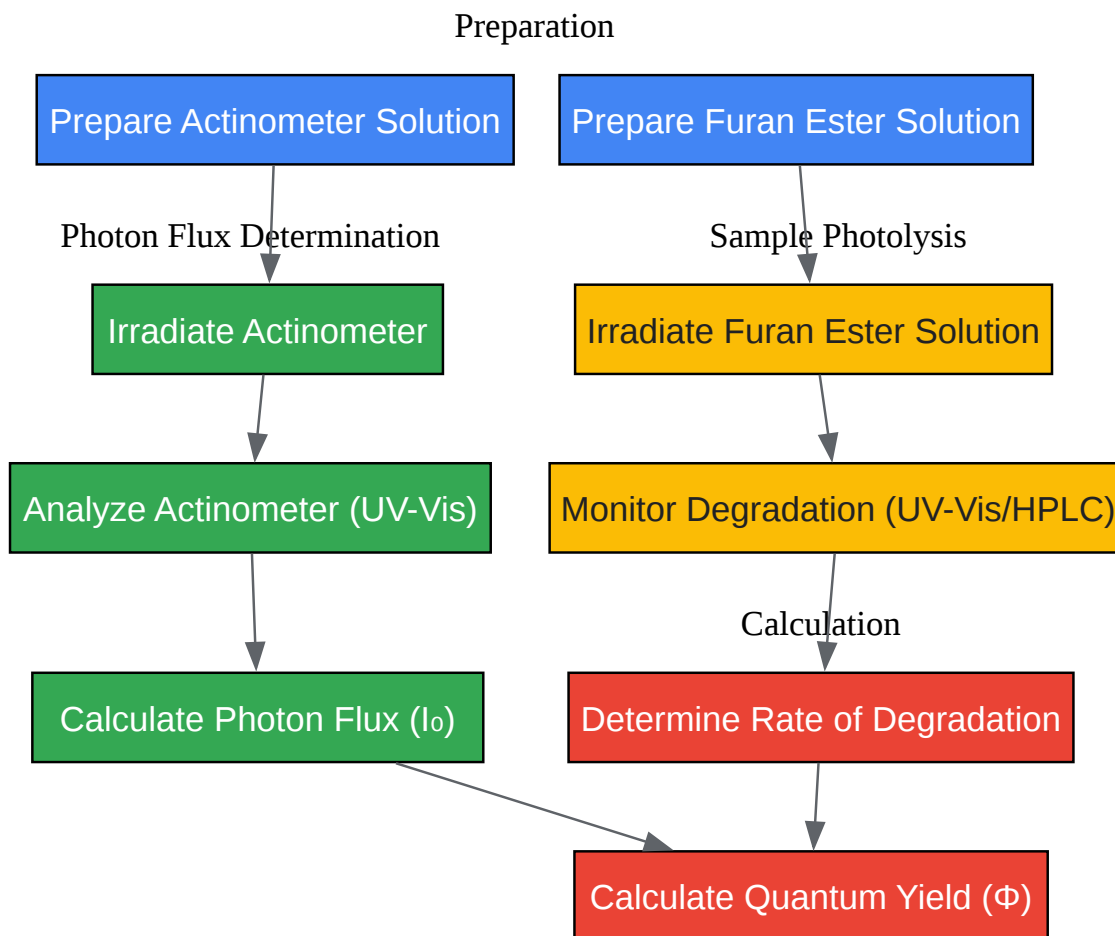 Preparation
Prepare Actinometer Solution
Prepare Furan Ester Solution
Photon Flux Determination
Sample Photolysis
Irradiate Actinometer
Irradiate Furan Ester Solution
Analyze Actinometer (UV-Vis)
Monitor Degradation (UV-Vis/HPLC)
Calculation
Calculate Photon Flux (I₀)
Determine Rate of Degradation
Calculate Quantum Yield (Φ)